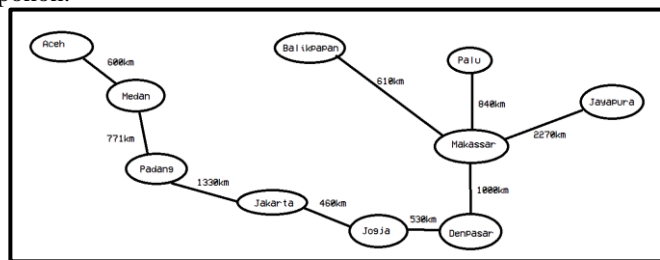 Aceh
600km
Medan
771km
Padang
1330km
Jakarta
460km
Jogja
530km
Denpasar
1000km
Makassar
610km
Balikpapan
840km
Palu
2270km
Jayapura